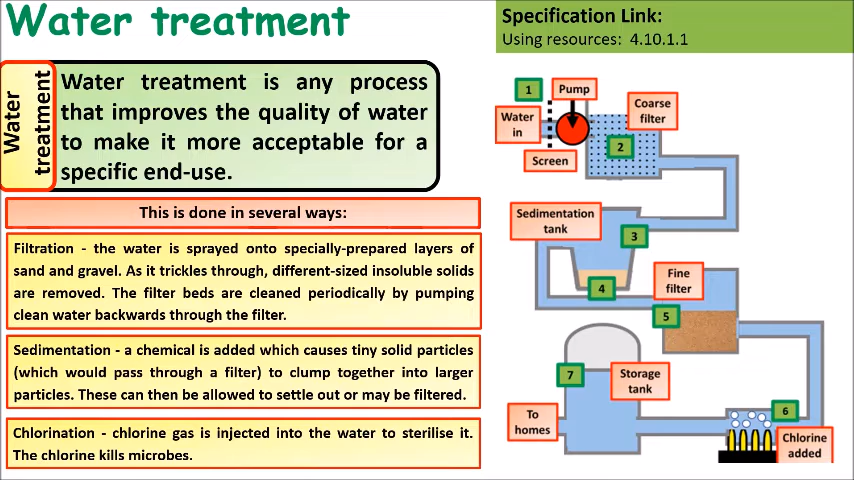 Water treatment
Specification Link:
Using resources:  4.10.1.1
Water
treatment
Water treatment is any process
that improves the quality of water
to make it more acceptable for a
specific end-use.
This is done in several ways:
Filtration - the water is sprayed onto specially-prepared layers of
sand and gravel. As it trickles through, different-sized insoluble solids
are removed. The filter beds are cleaned periodically by pumping
clean water backwards through the filter.
Sedimentation - a chemical is added which causes tiny solid particles
(which would pass through a filter) to clump together into larger
particles. These can then be allowed to settle out or may be filtered.
Chlorination - chlorine gas is injected into the water to sterilise it.
The chlorine kills microbes.
1
Pump
Water
in
Screen
Coarse
filter
2
Sedimentation
tank
3
4
Fine
filter
5
7
Storage
tank
To
homes
6
Chlorine
added